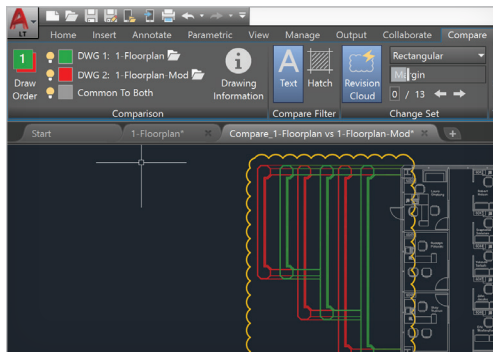 A
LT
Home Insert Annotate Parametric View Manage Output Collaborate Compare
1
DWG 1: 1-Floorplan
DWG 2: 1-Floorplan-Mod
Common To Both
Draw
Order
Drawing
Information
Comparison
A
Text
Hatch
Compare Filter
Revision
Cloud
Rectangular
Margin
0 / 13
Change Set
Start 1-Floorplan* Compare_1-Floorplan vs 1-Floorplan-Mod* +